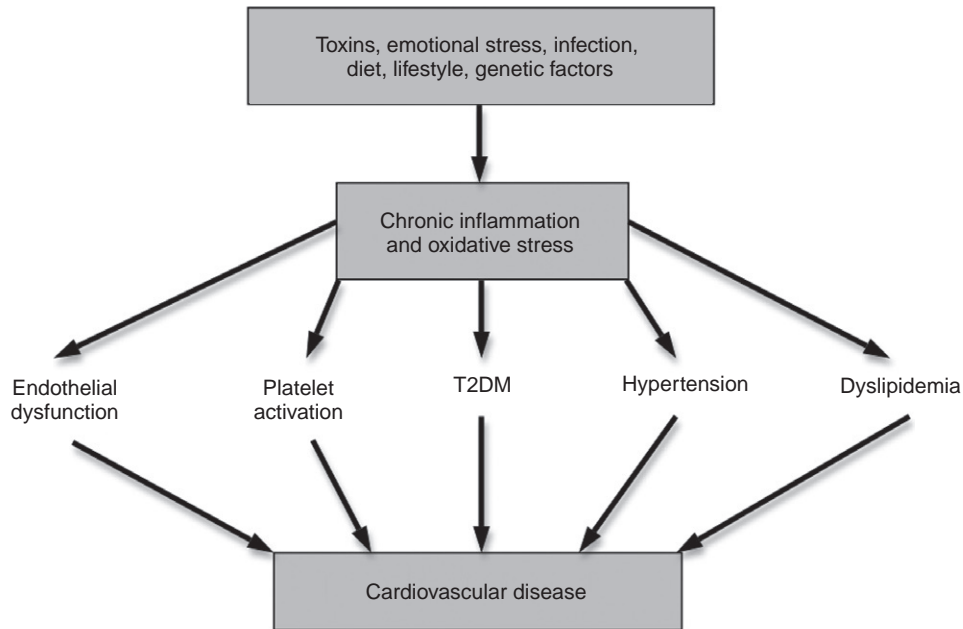 Toxins, emotional stress, infection,
diet, lifestyle, genetic factors
Chronic inflammation
and oxidative stress
Endothelial
dysfunction
Platelet
activation
T2DM
Hypertension
Dyslipidemia
Cardiovascular disease